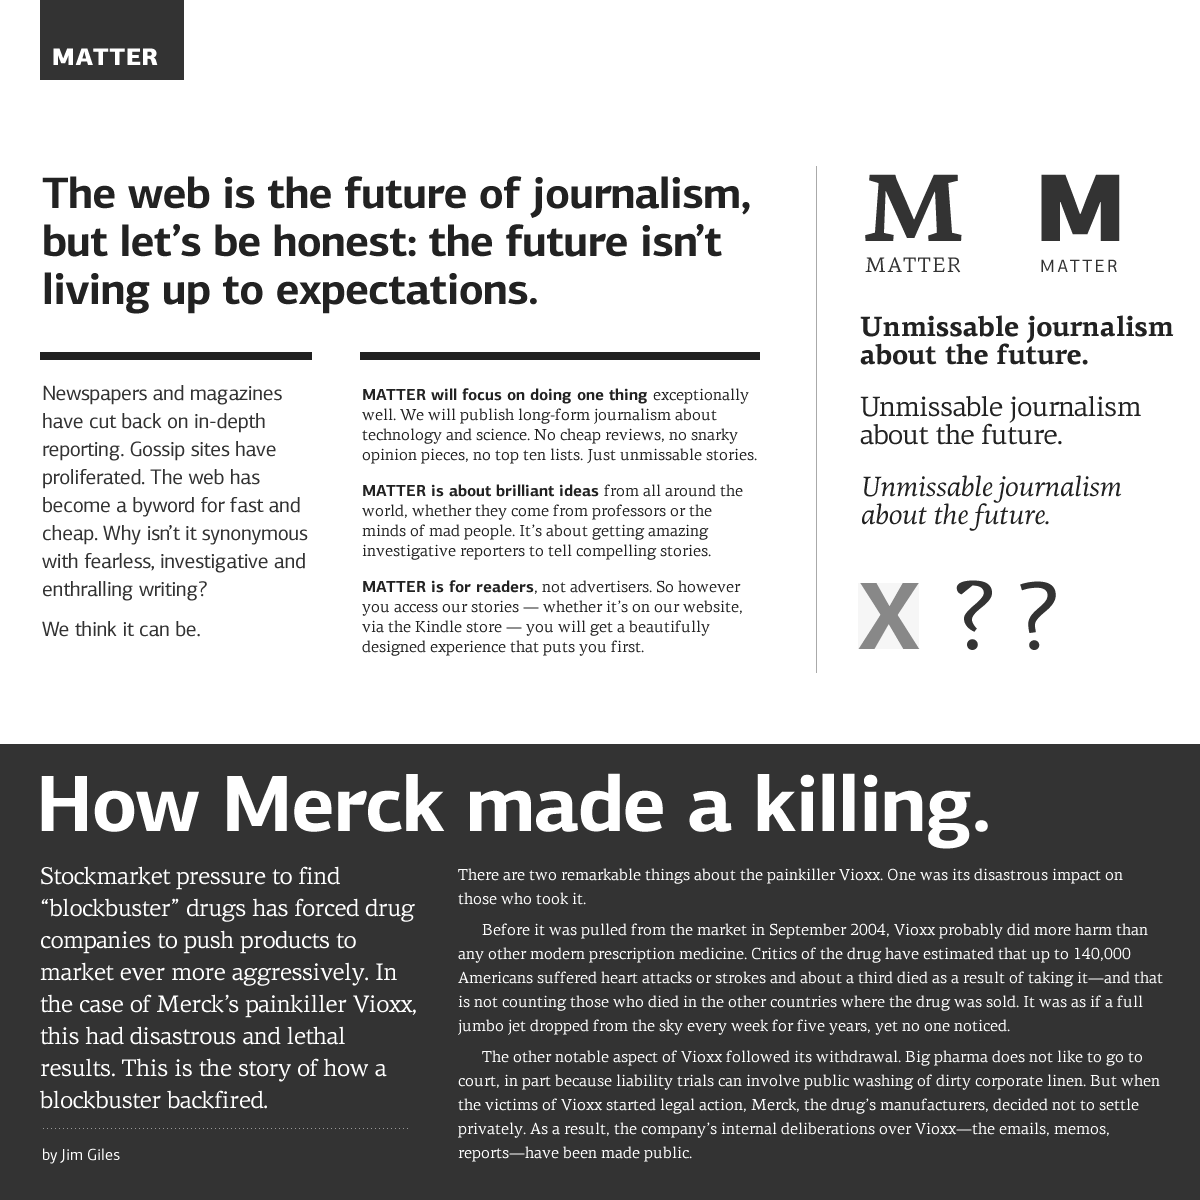 MATTER
The web is the future of journalism,
but let’s be honest: the future isn’t
living up to expectations.
Newspapers and magazines
have cut back on in-depth
reporting. Gossip sites have
proliferated. The web has
become a byword for fast and
cheap. Why isn’t it synonymous
with fearless, investigative and
enthralling writing?
We think it can be.
MATTER will focus on doing one thing exceptionally
well. We will publish long-form journalism about
technology and science. No cheap reviews, no snarky
opinion pieces, no top ten lists. Just unmissable stories.
MATTER is about brilliant ideas from all around the
world, whether they come from professors or the
minds of mad people. It’s about getting amazing
investigative reporters to tell compelling stories.
MATTER is for readers, not advertisers. So however
you access our stories — whether it’s on our website,
via the Kindle store — you will get a beautifully
designed experience that puts you first.
M M
MATTER MATTER
Unmissable journalism
about the future.
Unmissable journalism
about the future.
Unmissable journalism
about the future.
X ? ?
How Merck made a killing.
Stockmarket pressure to find
“blockbuster” drugs has forced drug
companies to push products to
market ever more aggressively. In
the case of Merck’s painkiller Vioxx,
this had disastrous and lethal
results. This is the story of how a
blockbuster backfired.
by Jim Giles
There are two remarkable things about the painkiller Vioxx. One was its disastrous impact on
those who took it.
Before it was pulled from the market in September 2004, Vioxx probably did more harm than
any other modern prescription medicine. Critics of the drug have estimated that up to 140,000
Americans suffered heart attacks or strokes and about a third died as a result of taking it—and that
is not counting those who died in the other countries where the drug was sold. It was as if a full
jumbo jet dropped from the sky every week for five years, yet no one noticed.
The other notable aspect of Vioxx followed its withdrawal. Big pharma does not like to go to
court, in part because liability trials can involve public washing of dirty corporate linen. But when
the victims of Vioxx started legal action, Merck, the drug’s manufacturers, decided not to settle
privately. As a result, the company’s internal deliberations over Vioxx—the emails, memos,
reports—have been made public.